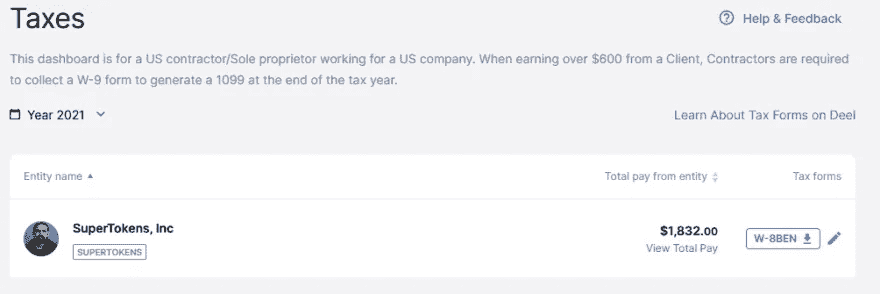 Taxes
Help & Feedback
This dashboard is for a US contractor/Sole proprietor working for a US company. When earning over $600 from a Client, Contractors are required
to collect a W-9 form to generate a 1099 at the end of the tax year.
Year 2021
Learn About Tax Forms on Deel
Entity name
Total pay from entity
Tax forms
SuperTokens, Inc
$1,832.00
W-8BEN
SUPERTOKENS
View Total Pay